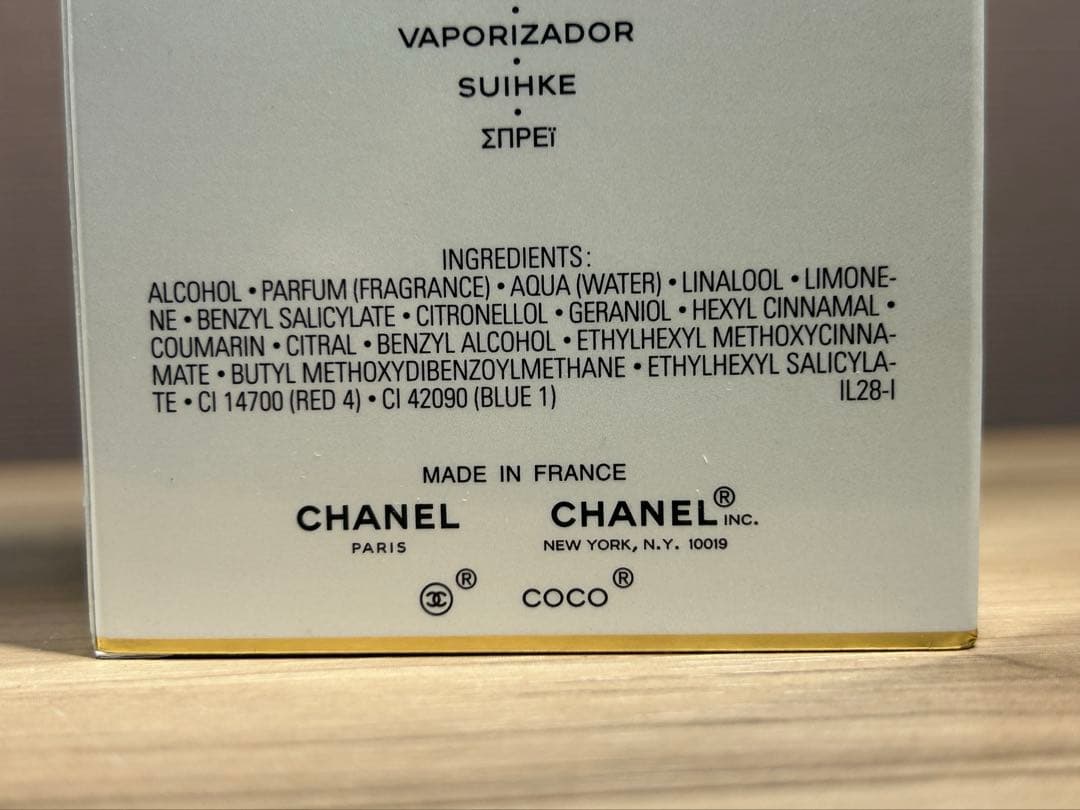 •
VAPORIZADOR
•
SUIHKE
•
ΣΠΡΕϊ
INGREDIENTS:
ALCOHOL • PARFUM (FRAGRANCE) • AQUA (WATER) • LINALOOL • LIMONE-
NE • BENZYL SALICYLATE • CITRONELLOL • GERANIOL • HEXYL CINNAMAL •
COUMARIN • CITRAL • BENZYL ALCOHOL • ETHYLHEXYL METHOXYCINNA-
MATE • BUTYL METHOXYDIBENZOYLMETHANE • ETHYLHEXYL SALICYLA-
TE • CI 14700 (RED 4) • CI 42090 (BLUE 1) IL28-I
MADE IN FRANCE
CHANEL CHANEL® INC.
PARIS NEW YORK, N.Y. 10019
® COCO®